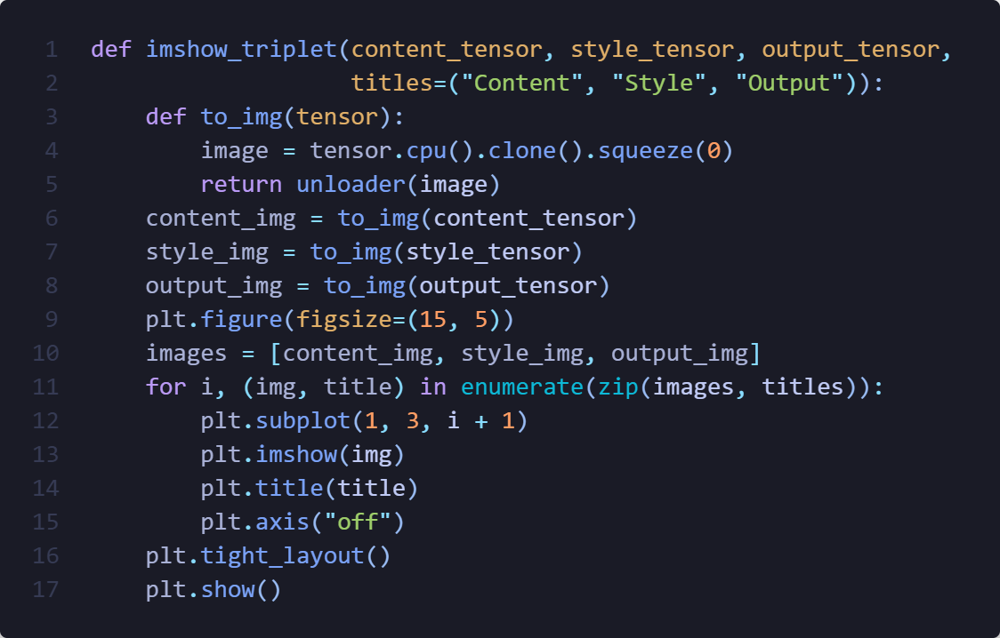 1 def imshow_triplet(content_tensor, style_tensor, output_tensor,
2                    titles=("Content", "Style", "Output")):
3     def to_img(tensor):
4         image = tensor.cpu().clone().squeeze(0)
5         return unloader(image)
6     content_img = to_img(content_tensor)
7     style_img = to_img(style_tensor)
8     output_img = to_img(output_tensor)
9     plt.figure(figsize=(15, 5))
10     images = [content_img, style_img, output_img]
11     for i, (img, title) in enumerate(zip(images, titles)):
12         plt.subplot(1, 3, i + 1)
13         plt.imshow(img)
14         plt.title(title)
15         plt.axis("off")
16     plt.tight_layout()
17     plt.show()